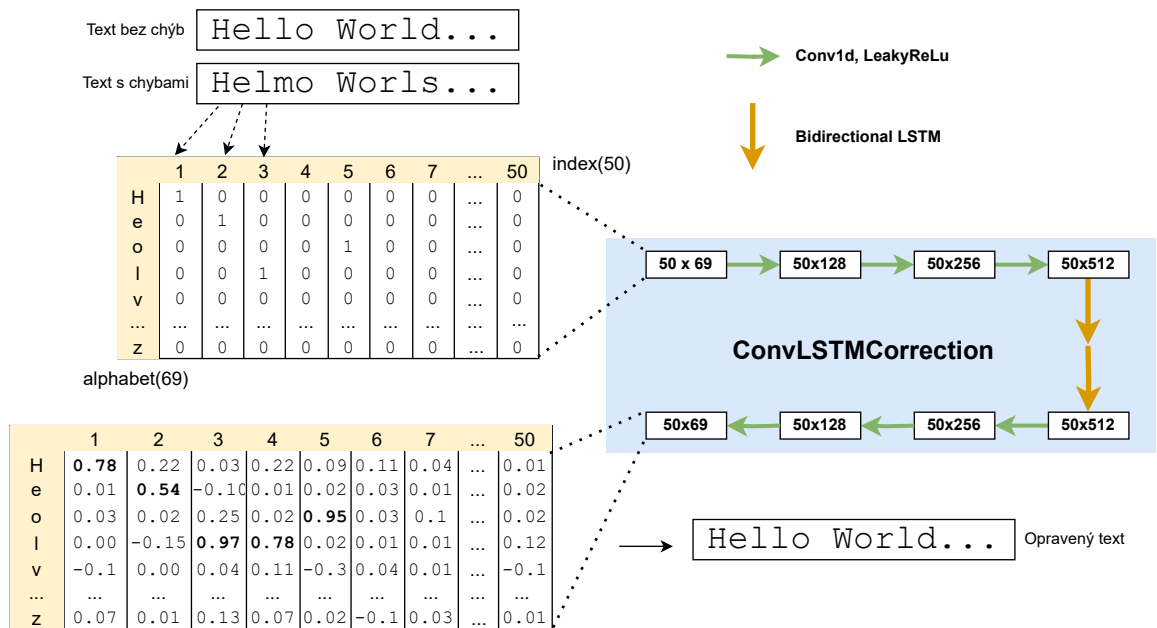 Text bez chýb Hello World...
Text s chybami Helmo Worls...
Conv1d, LeakyReLu
Bidirectional LSTM
1 2 3 4 5 6 7 ... 50 index(50)
H 1 0 0 0 0 0 0 ... 0
e 0 1 0 0 0 0 0 ... 0
o 0 0 0 0 1 0 0 ... 0
l 0 0 1 0 0 0 0 ... 0
v 0 0 0 0 0 0 0 ... 0
... ... ... ... ... ... ... ... ... ...
z 0 0 0 0 0 0 0 ... 0
alphabet(69)
50 x 69 50x128 50x256 50x512
ConvLSTMCorrection
50x69 50x128 50x256 50x512
1 2 3 4 5 6 7 ... 50
H 0.78 0.22 0.03 0.22 0.09 0.11 0.04 ... 0.01
e 0.01 0.54 -0.10 0.01 0.02 0.03 0.01 ... 0.02
o 0.03 0.02 0.25 0.02 0.95 0.03 0.1 ... 0.02
l 0.00 -0.15 0.97 0.78 0.02 0.01 0.01 ... 0.12
v -0.1 0.00 0.04 0.11 -0.3 0.04 0.01 ... -0.1
... ... ... ... ... ... ... ... ... ...
z 0.07 0.01 0.13 0.07 0.02 -0.1 0.03 ... 0.01
Hello World... Opravený text